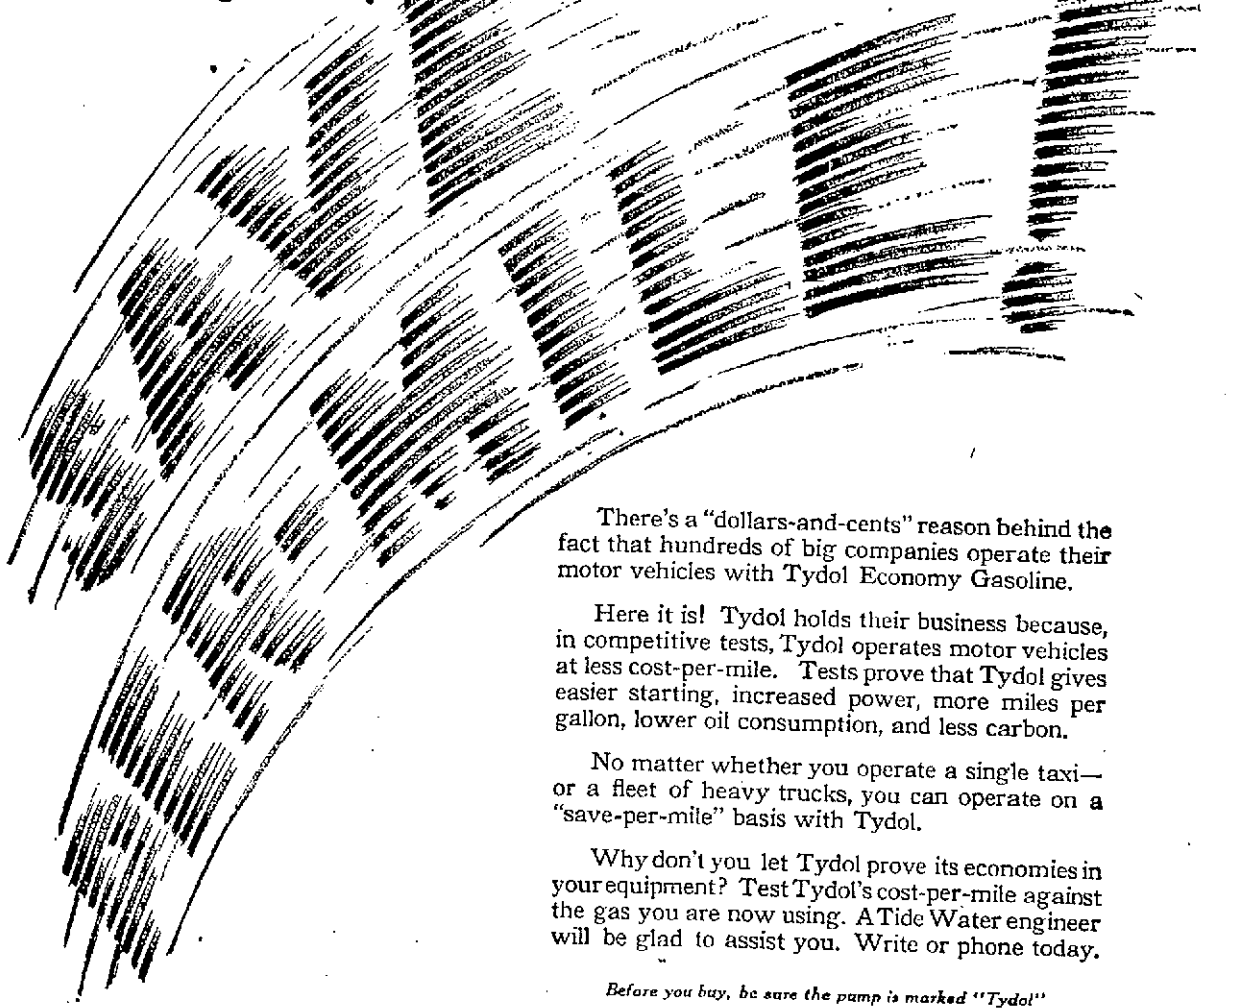 There's a “dollars-and-cents” reason behind the
fact that hundreds of big companies operate their
motor vehicles with Tydol Economy Gasoline.
Here it is! Tydol holds their business because,
in competitive tests, Tydol operates motor vehicles
at less cost-per-mile. Tests prove that Tydol gives
easier starting, increased power, more miles per
gallon, lower oil consumption, and less carbon.
No matter whether you operate a single taxi—
or a fleet of heavy trucks, you can operate on a
“save-per-mile” basis with Tydol.
Why don't you let Tydol prove its economies in
your equipment? Test Tydol's cost-per-mile against
the gas you are now using. A Tide Water engineer
will be glad to assist you. Write or phone today.
Before you buy, be sure the pump is marked “Tydol”